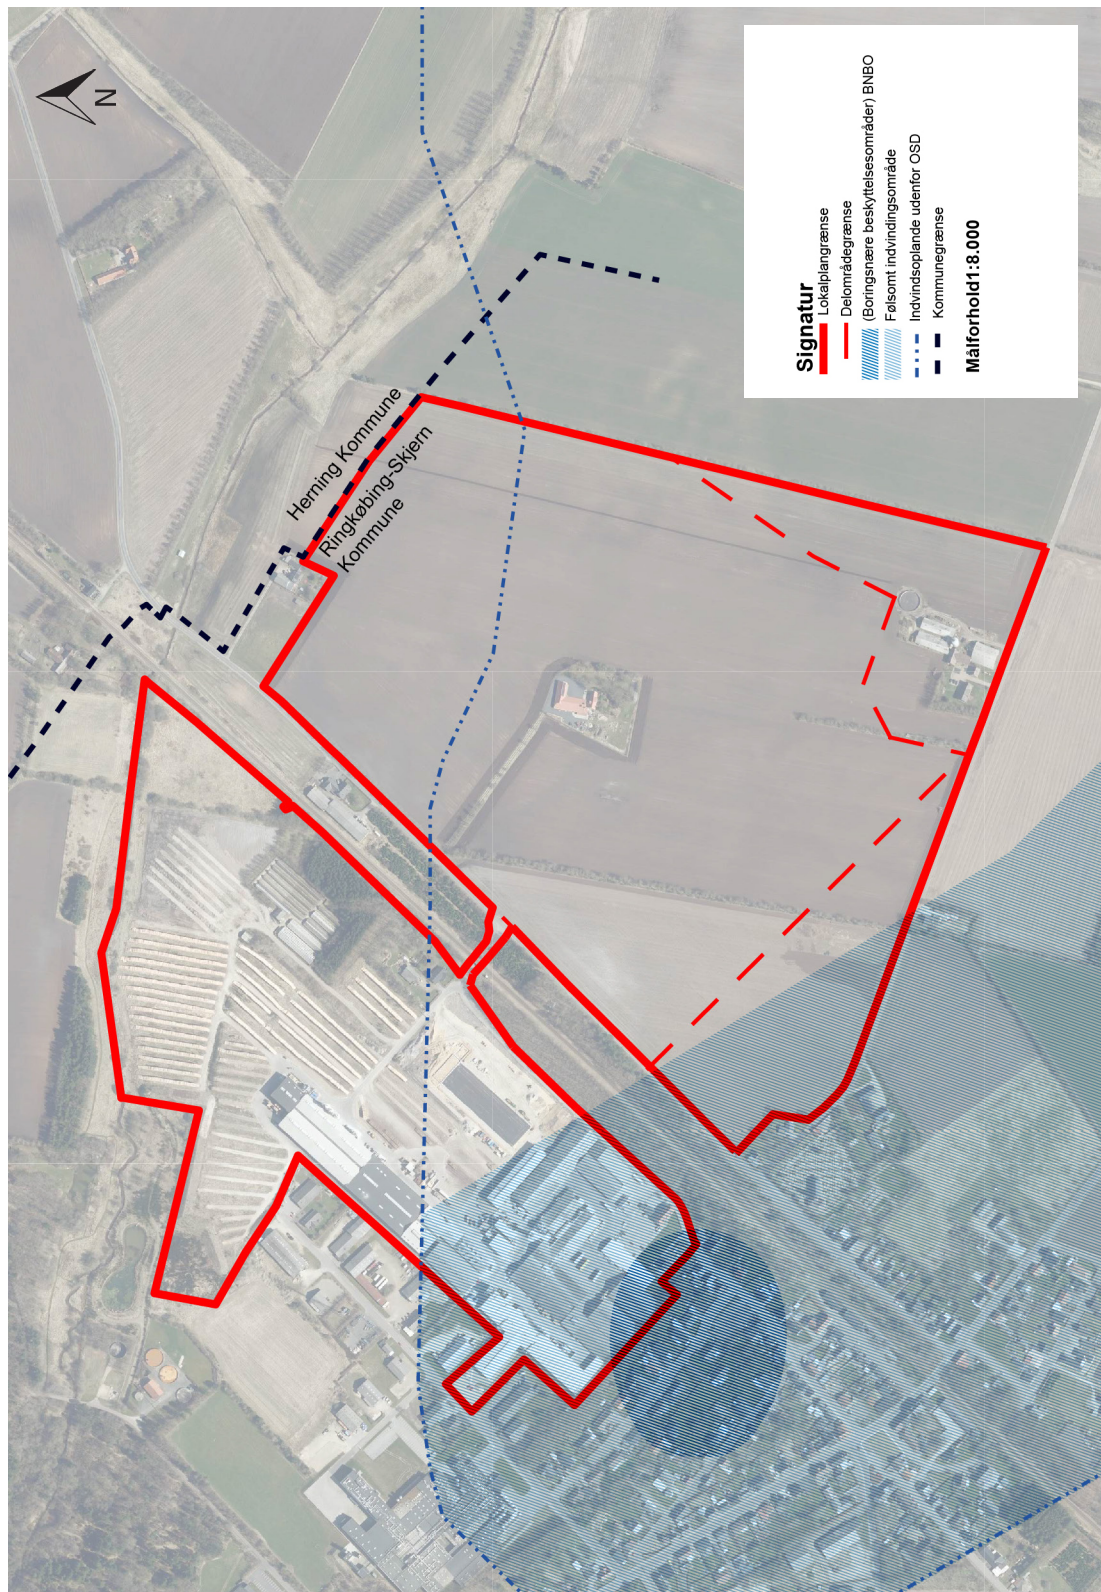 N
Herning Kommune
Ringkøbing-Skjern
Kommune
Signatur
Lokalplangrænse
Delområdegrænse
(Boringsnære beskyttelsesområder) BNBO
Følsomt indvindingsområde
Indvindsoplande udenfor OSD
Kommunegrænse
Målforhold1:8.000